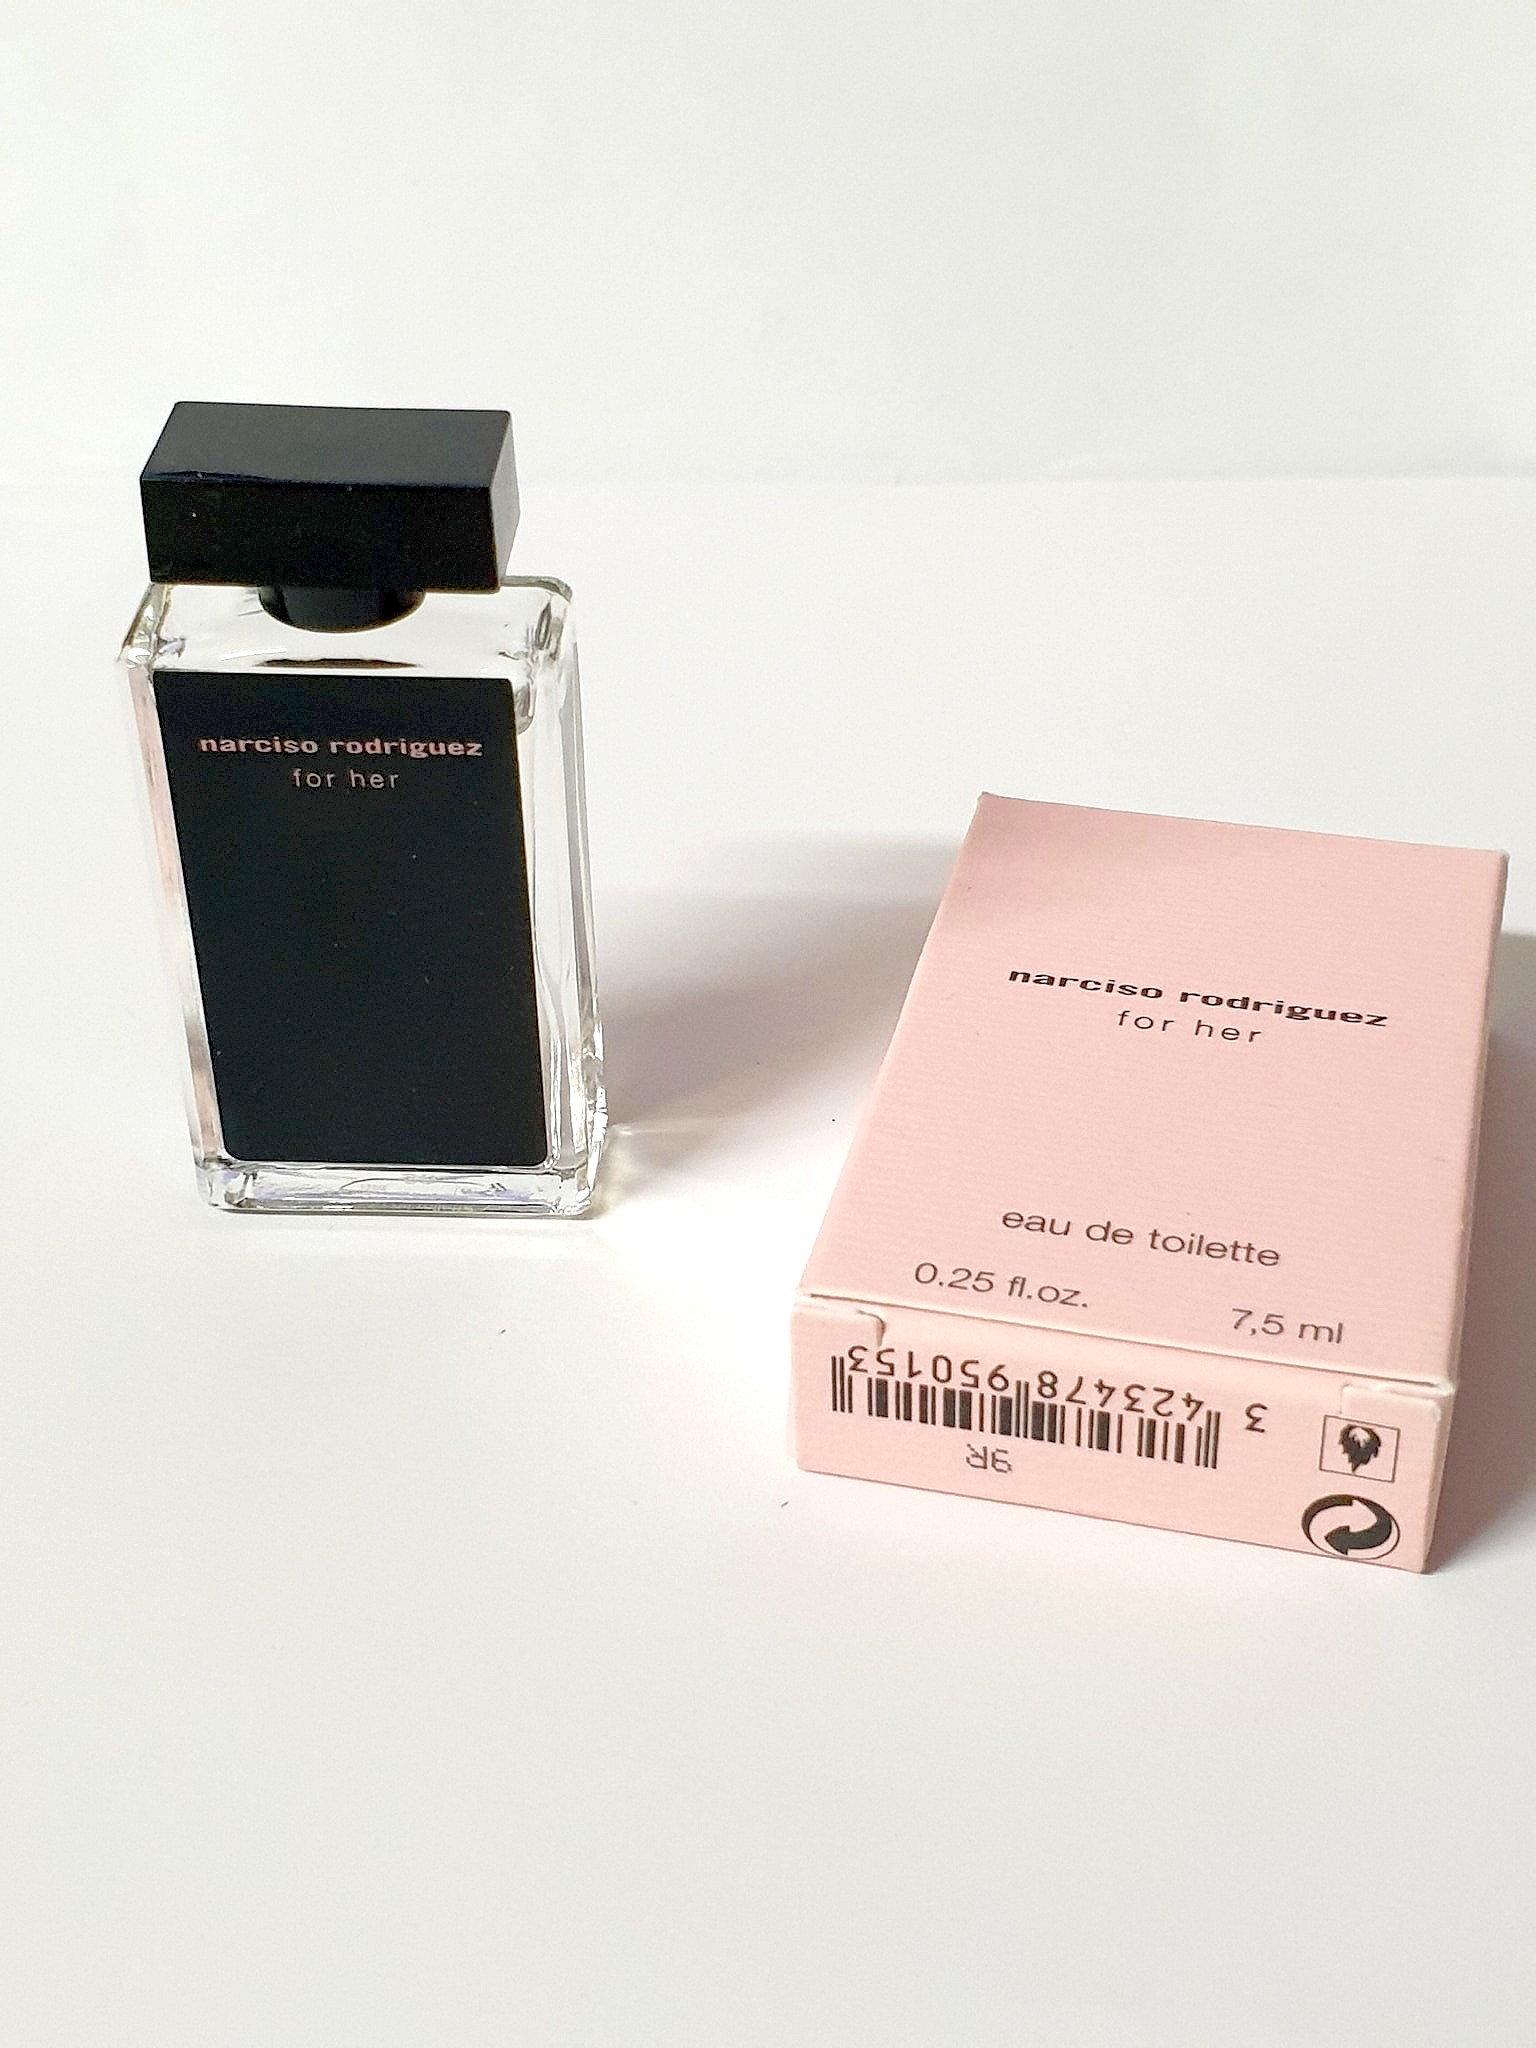 narciso rodriguez
for her
narciso rodriguez
for her
eau de toilette
0.25 fl.oz. 7,5 ml
3 423478 950153
9R